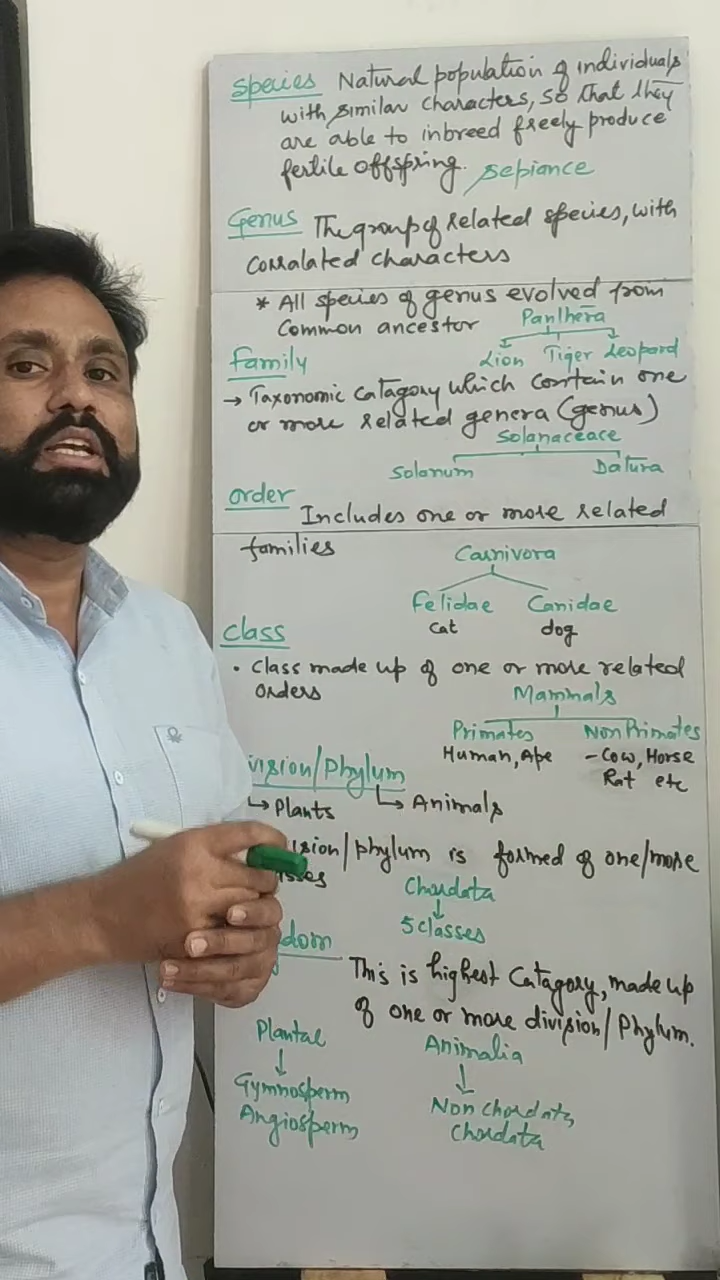 Species Natural population of individuals
with similar characters, so that they
are able to inbreed freely produce
fertile offspring. sepiance
Genus The group of related species, with
corralated characters
* All species of genus evolved from
common ancestor Panthera
Lion Tiger Leopard
family
→ Taxonomic catagory which contain one
or more related genera (genus)
Solanaceace
Solanum Datura
order Includes one or more related
families Carnivora
Felidae Canidae
cat dog
class
• class made up of one or more related
orders Mammals
Primates Non Primates
Human, Ape - Cow, Horse
Rat etc
vision/Phylum
↳ Plants ↳ Animals
ision/phylum is formed of one/more
sses Chordata
↓
5 classes
dom
This is highest catagory, made up
of one or more division/Phylum.
Plantae Animalia
↓ ↓
Gymnosperm Non chordata,
Angiosperm Chordata